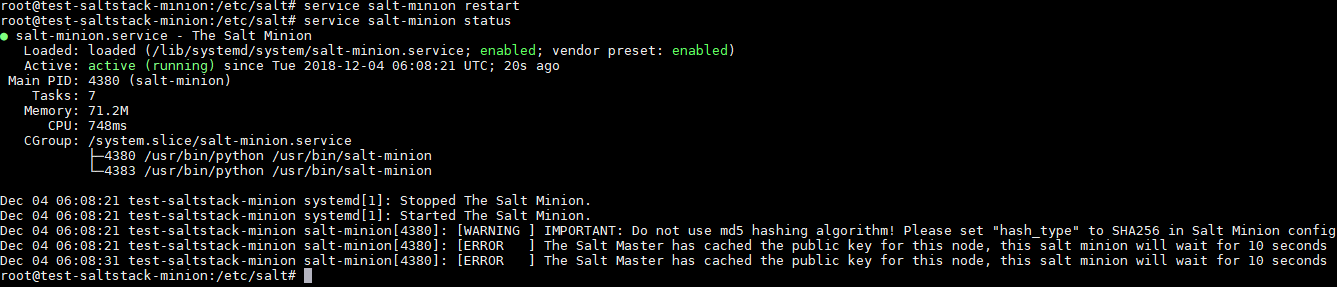 root@test-saltstack-minion:/etc/salt# service salt-minion restart
root@test-saltstack-minion:/etc/salt# service salt-minion status
● salt-minion.service - The Salt Minion
   Loaded: loaded (/lib/systemd/system/salt-minion.service; enabled; vendor preset: enabled)
   Active: active (running) since Tue 2018-12-04 06:08:21 UTC; 20s ago
 Main PID: 4380 (salt-minion)
    Tasks: 7
   Memory: 71.2M
      CPU: 748ms
   CGroup: /system.slice/salt-minion.service
           ├─4380 /usr/bin/python /usr/bin/salt-minion
           └─4383 /usr/bin/python /usr/bin/salt-minion
Dec 04 06:08:21 test-saltstack-minion systemd[1]: Stopped The Salt Minion.
Dec 04 06:08:21 test-saltstack-minion systemd[1]: Started The Salt Minion.
Dec 04 06:08:21 test-saltstack-minion salt-minion[4380]: [WARNING ] IMPORTANT: Do not use md5 hashing algorithm! Please set "hash_type" to SHA256 in Salt Minion config
Dec 04 06:08:21 test-saltstack-minion salt-minion[4380]: [ERROR   ] The Salt Master has cached the public key for this node, this salt minion will wait for 10 seconds
Dec 04 06:08:31 test-saltstack-minion salt-minion[4380]: [ERROR   ] The Salt Master has cached the public key for this node, this salt minion will wait for 10 seconds
root@test-saltstack-minion:/etc/salt#